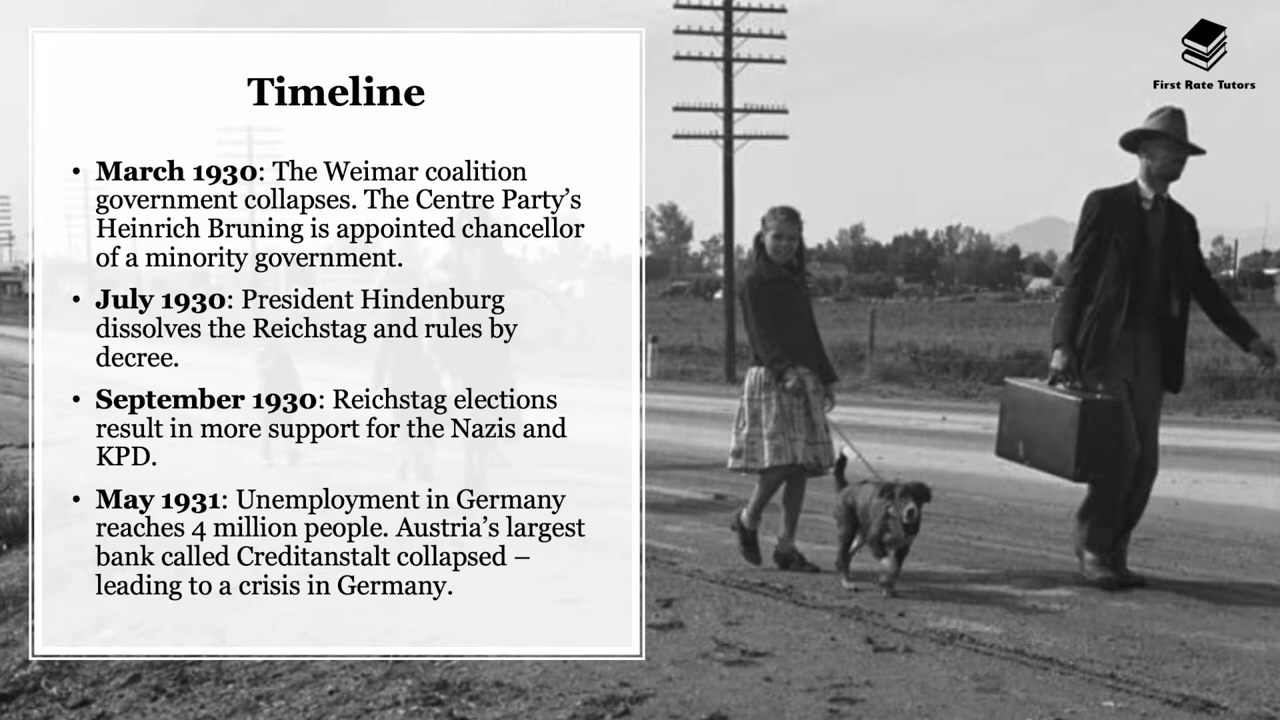 Timeline
• March 1930: The Weimar coalition
government collapses. The Centre Party’s
Heinrich Bruning is appointed chancellor
of a minority government.
• July 1930: President Hindenburg
dissolves the Reichstag and rules by
decree.
• September 1930: Reichstag elections
result in more support for the Nazis and
KPD.
• May 1931: Unemployment in Germany
reaches 4 million people. Austria’s largest
bank called Creditanstalt collapsed –
leading to a crisis in Germany.
First Rate Tutors